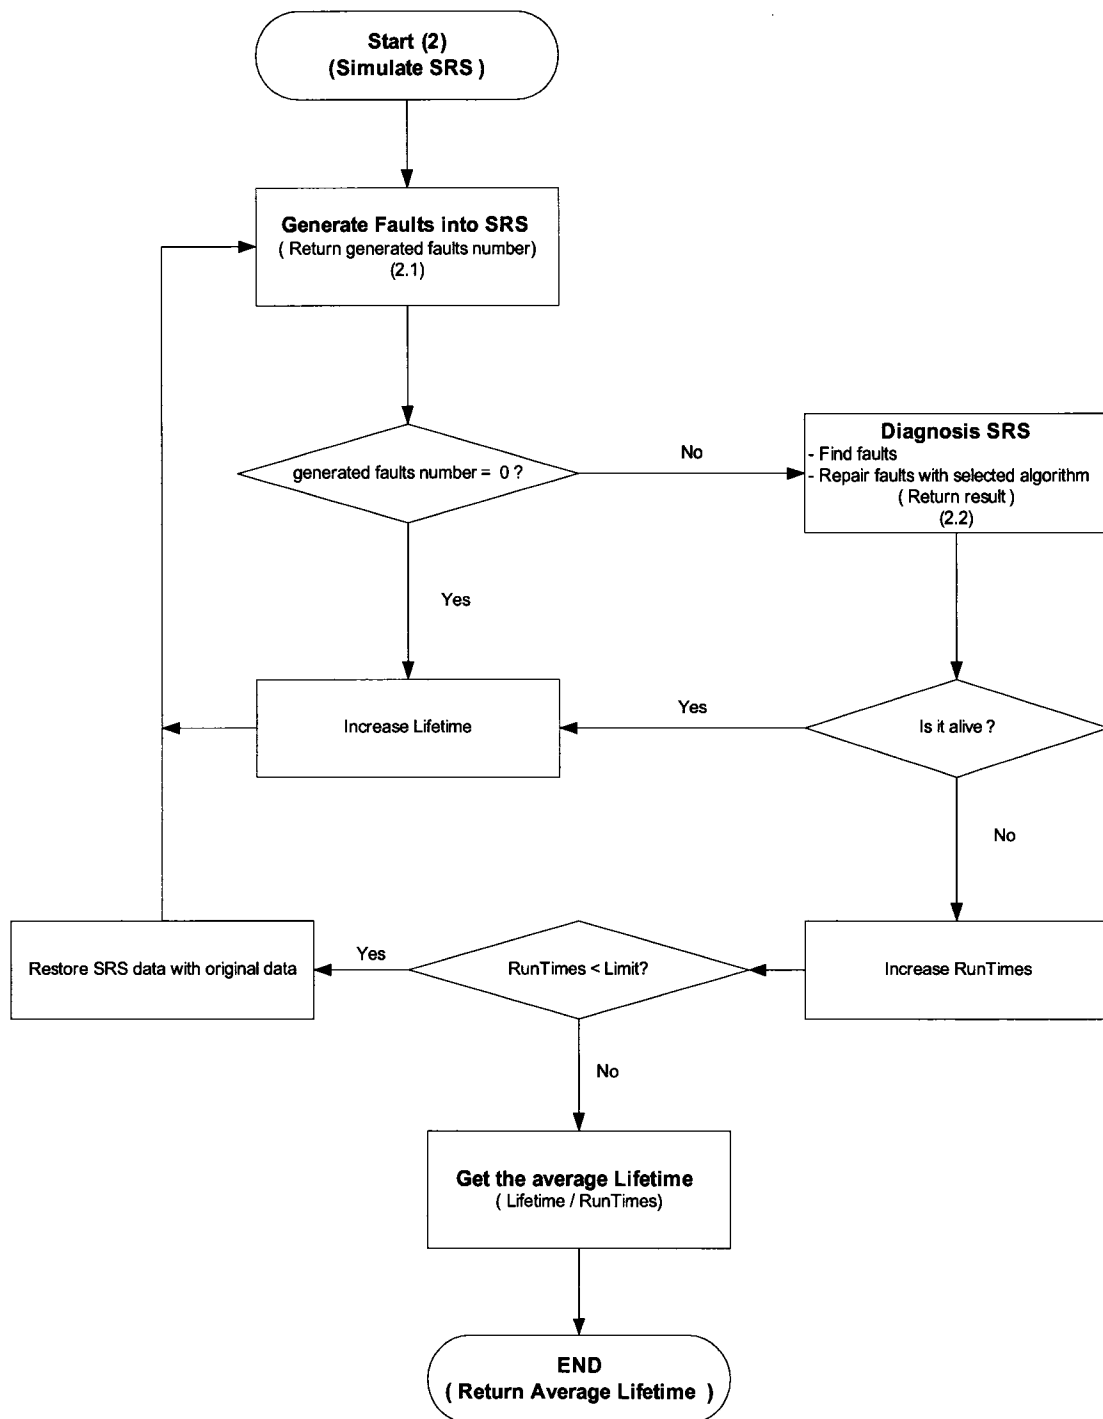 Start (2)
(Simulate SRS )
Generate Faults into SRS
( Return generated faults number)
(2.1)
generated faults number = 0 ?
No
Diagnosis SRS
- Find faults
- Repair faults with selected algorithm
( Return result )
(2.2)
Yes
Increase Lifetime
Yes
Is it alive ?
No
Restore SRS data with original data
Yes
RunTimes < Limit?
Increase RunTimes
No
Get the average Lifetime
( Lifetime / RunTimes)
END
( Return Average Lifetime )